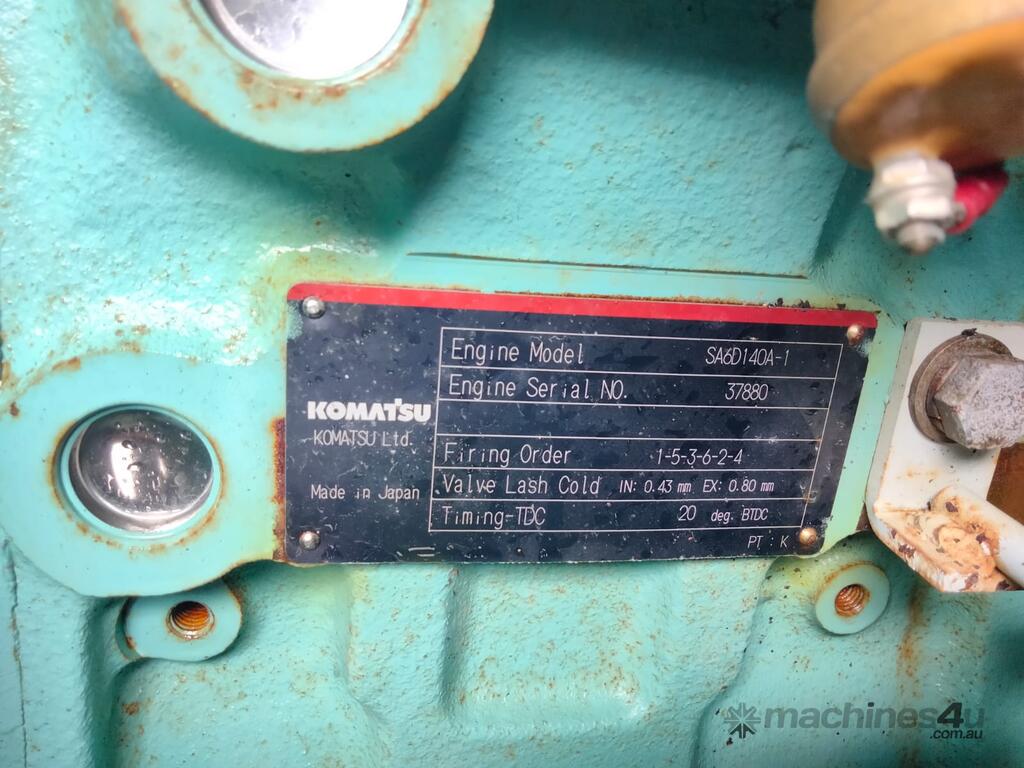 KOMATSU
KOMATSU Ltd.
Made in Japan
Engine Model SA6D140A-1
Engine Serial NO. 37880
Firing Order 1-5-3-6-2-4
Valve Lash Cold IN: 0.43 mm EX: 0.80 mm
Timing-TDC 20 deg. BTDC
PT : K
machines4u
.com.au